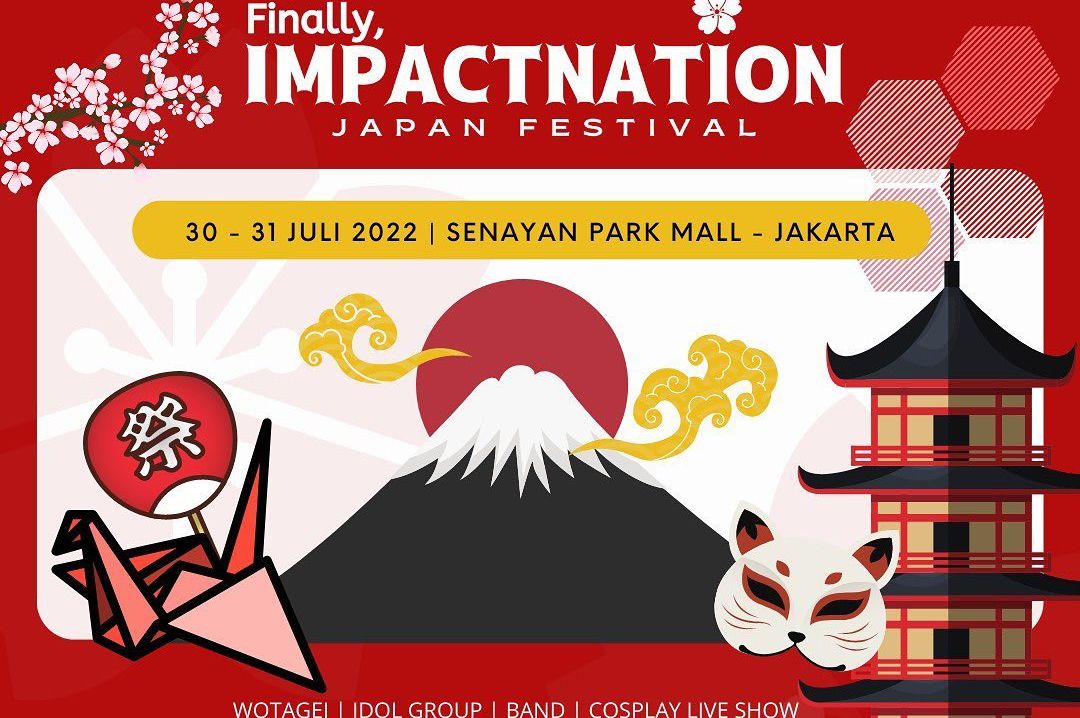 Finally,
IMPACTNATION
JAPAN FESTIVAL
30 - 31 JULI 2022 | SENAYAN PARK MALL - JAKARTA
祭
WOTAGEI | IDOL GROUP | BAND | COSPLAY LIVE SHOW